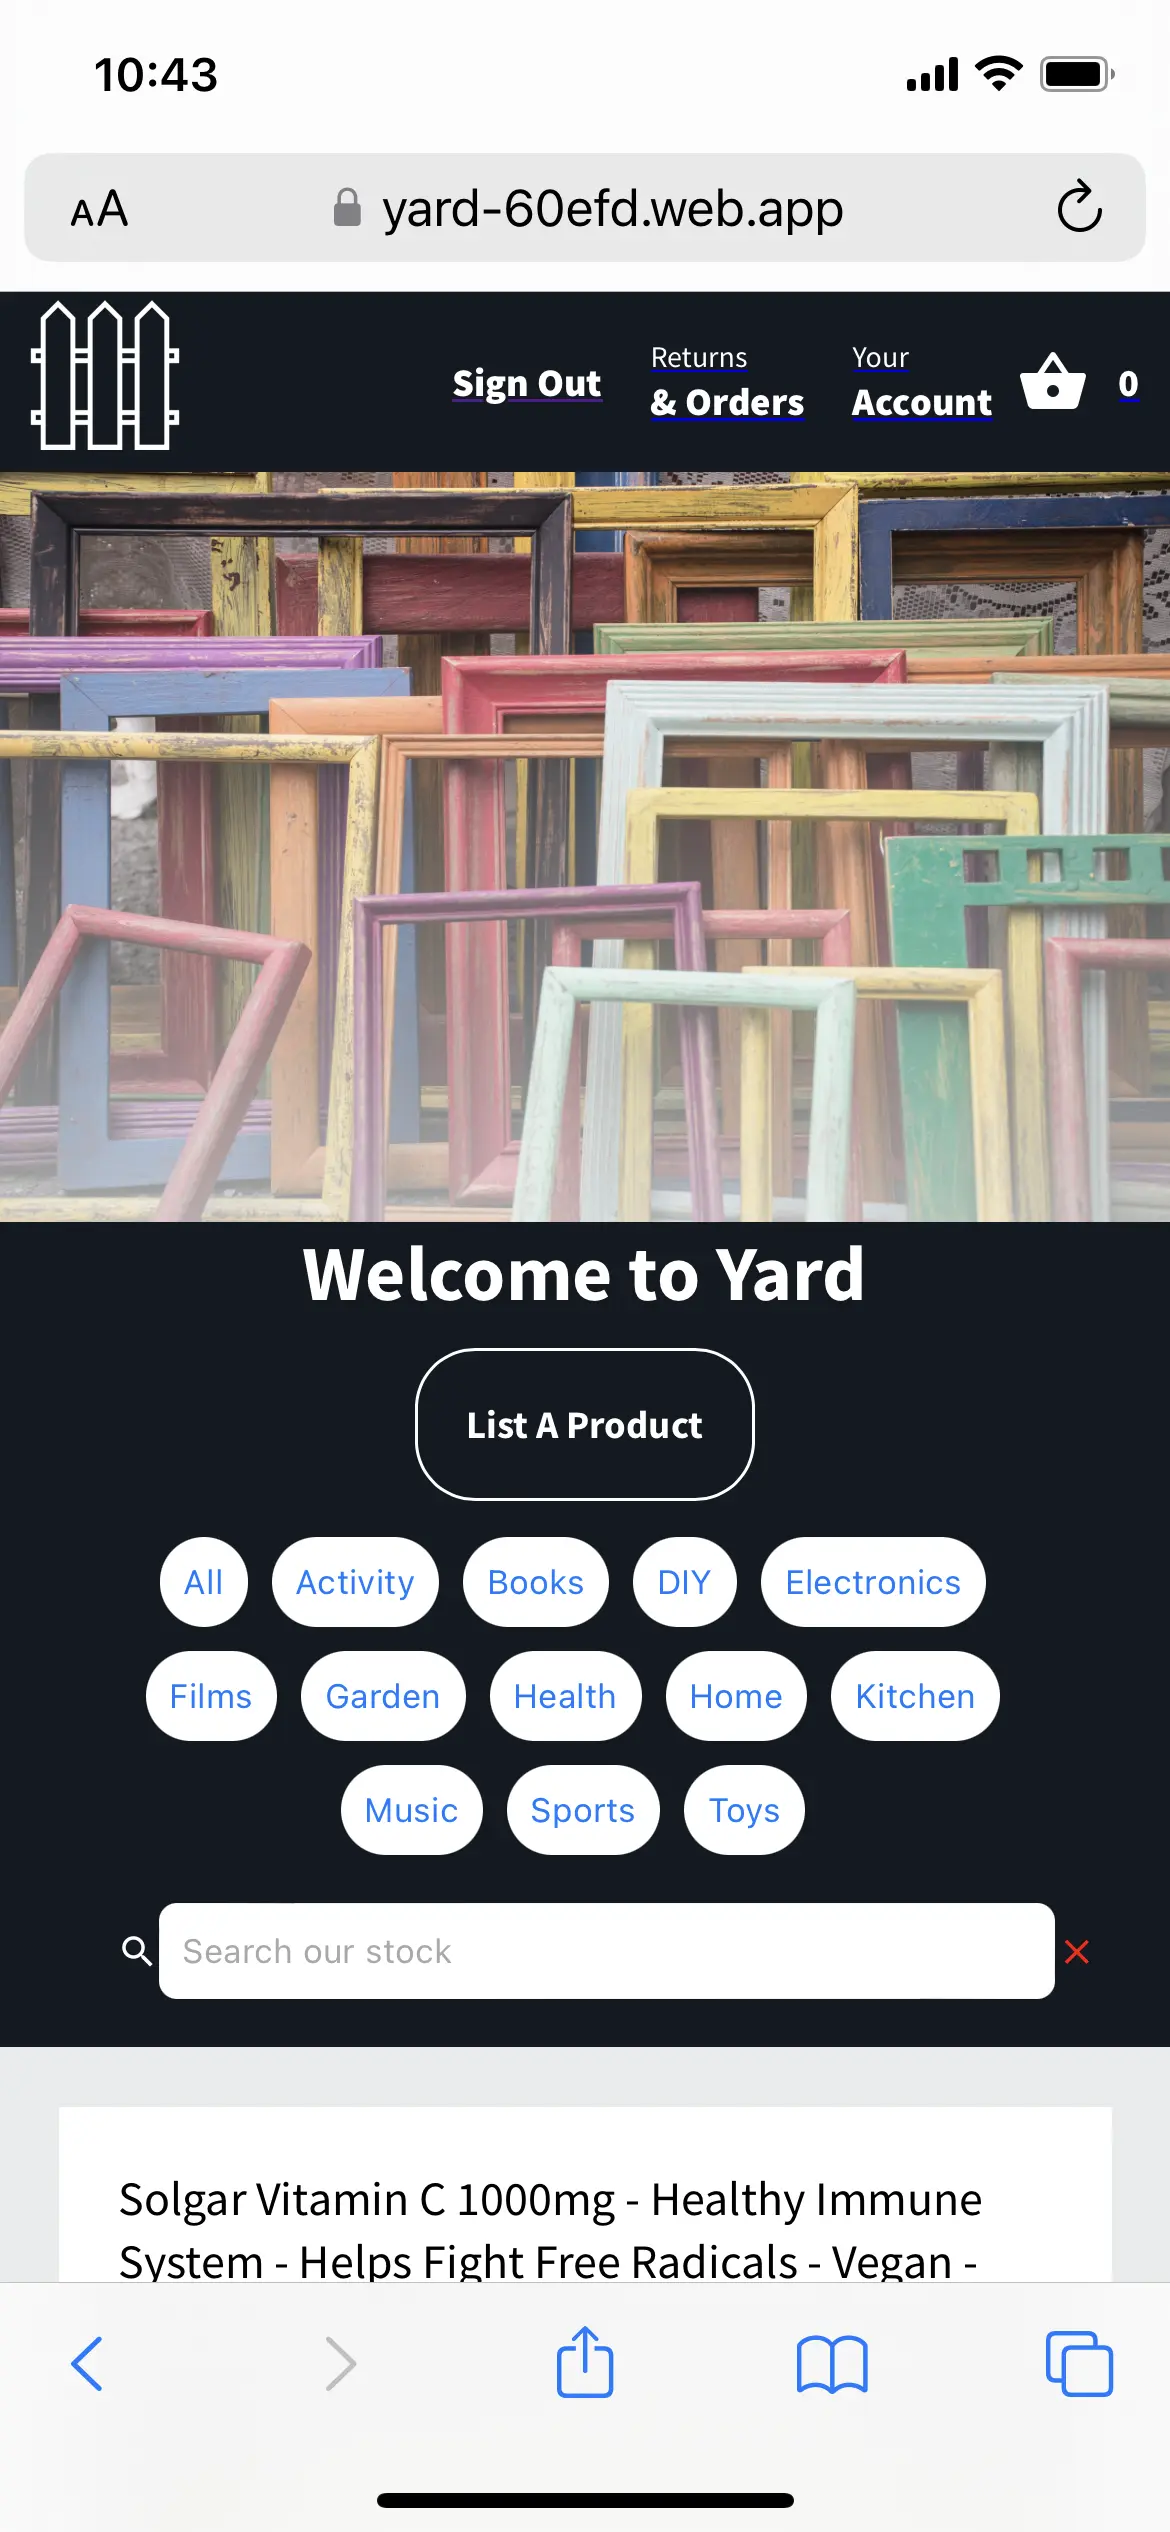 10:43
AA yard-60efd.web.app
Sign Out
Returns
& Orders
Your
Account
0
Welcome to Yard
List A Product
All Activity Books DIY Electronics
Films Garden Health Home Kitchen
Music Sports Toys
Search our stock
Solgar Vitamin C 1000mg - Healthy Immune
System - Helps Fight Free Radicals - Vegan -